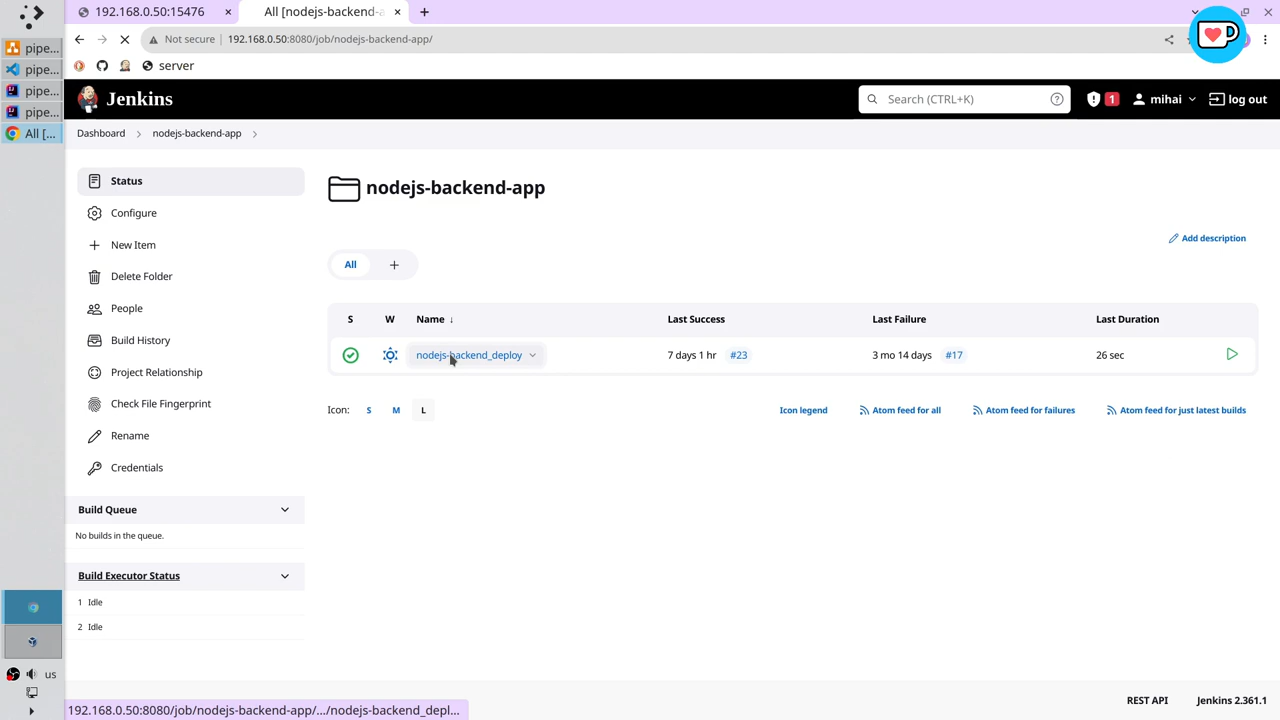 192.168.0.50:15476
All [nodejs-backend-a
pipe...
pipe...
pipe...
pipe...
All [...
us
Not secure
192.168.0.50:8080/job/nodejs-backend-app/
server
Jenkins
Search (CTRL+K)
1
mihai
log out
Dashboard
nodejs-backend-app
Status
Configure
New Item
Delete Folder
People
Build History
Project Relationship
Check File Fingerprint
Rename
Credentials
Build Queue
No builds in the queue.
Build Executor Status
1 Idle
2 Idle
nodejs-backend-app
Add description
All
+
S W Name ↓ Last Success Last Failure Last Duration
nodejs-backend_deploy 7 days 1 hr #23 3 mo 14 days #17 26 sec
Icon: S M L
Icon legend Atom feed for all Atom feed for failures Atom feed for just latest builds
REST API Jenkins 2.361.1
192.168.0.50:8080/job/nodejs-backend-app/.../nodejs-backend_depl...